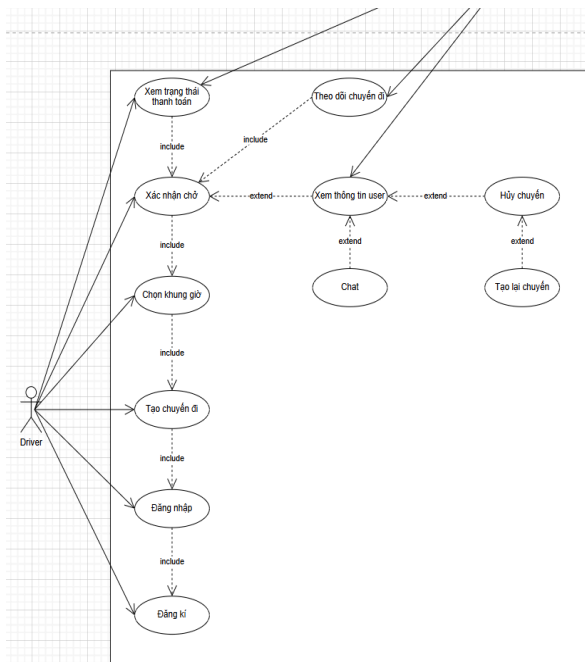 Xem trạng thái
thanh toán
Theo dõi chuyến đi
include
include
Xác nhận chở
extend
Xem thông tin user
extend
Hủy chuyến
include
extend
extend
Chọn khung giờ
Chat
Tạo lại chuyến
include
Tạo chuyến đi
Driver
include
Đăng nhập
include
Đăng kí